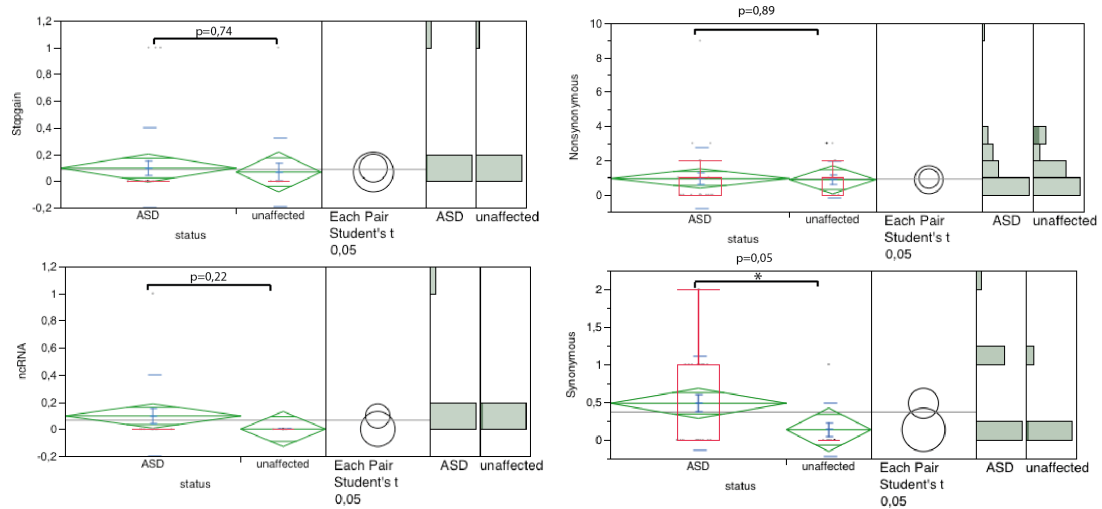 p=0,74
1,2
1
0,8
0,6
0,4
0,2
0
-0,2
Stopgain
ASD
unaffected
status
Each Pair
Student's t
0,05
ASD
unaffected
p=0,89
10
8
6
4
2
0
Nonsynonymous
ASD
unaffected
status
Each Pair
Student's t
0,05
ASD
unaffected
p=0,22
1,2
1
0,8
0,6
0,4
0,2
0
-0,2
ncRNA
ASD
unaffected
status
Each Pair
Student's t
0,05
ASD
unaffected
p=0,05
*
2
1,5
1
0,5
0
Synonymous
ASD
unaffected
status
Each Pair
Student's t
0,05
ASD
unaffected